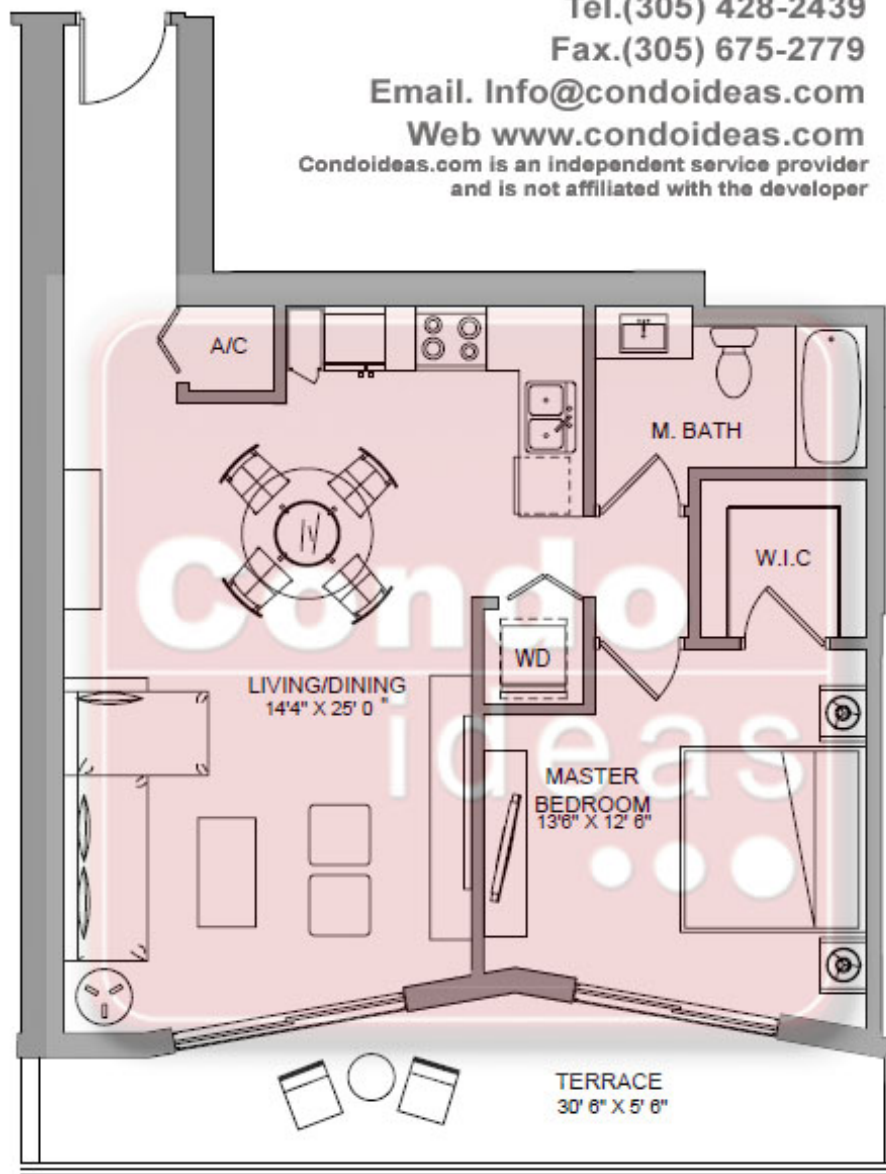 Tel.(305) 428-2439
Fax.(305) 675-2779
Email. Info@condoideas.com
Web www.condoideas.com
Condoideas.com is an independent service provider
and is not affiliated with the developer
A/C
M. BATH
W.I.C
Condo
WD
LIVING/DINING
14'4" X 25' 0 "
ideas
MASTER
BEDROOM
13'6" X 12' 6"
TERRACE
30' 6" X 5' 6"